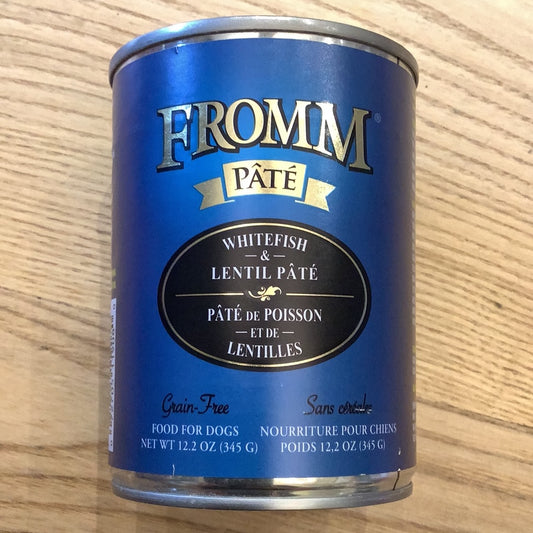 FROMM®
PÂTÉ
WHITEFISH
&
LENTIL PÂTÉ
PÂTÉ DE POISSON
ET DE
LENTILLES
Grain-Free
Sans céréales
FOOD FOR DOGS
NET WT 12.2 OZ (345 G)
NOURRITURE POUR CHIENS
POIDS 12,2 OZ (345 G)